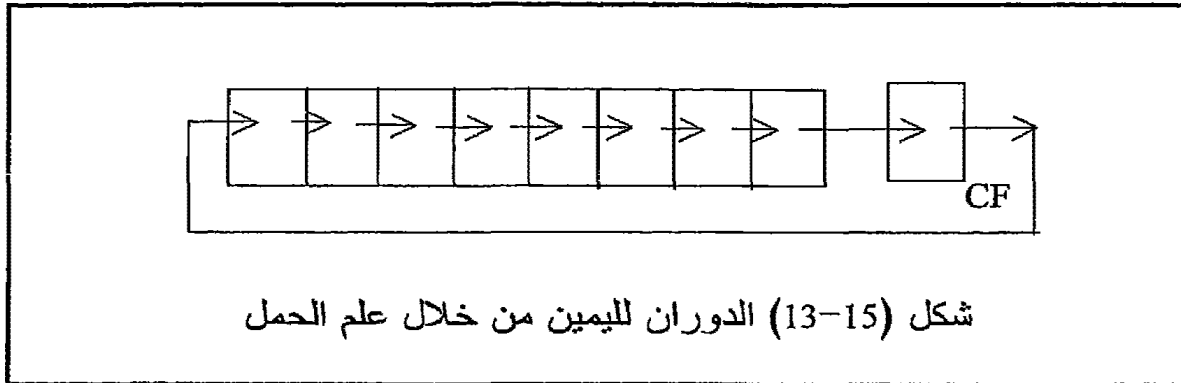 CF
شكل (15-13) الدوران لليمين من خلال علم الحمل